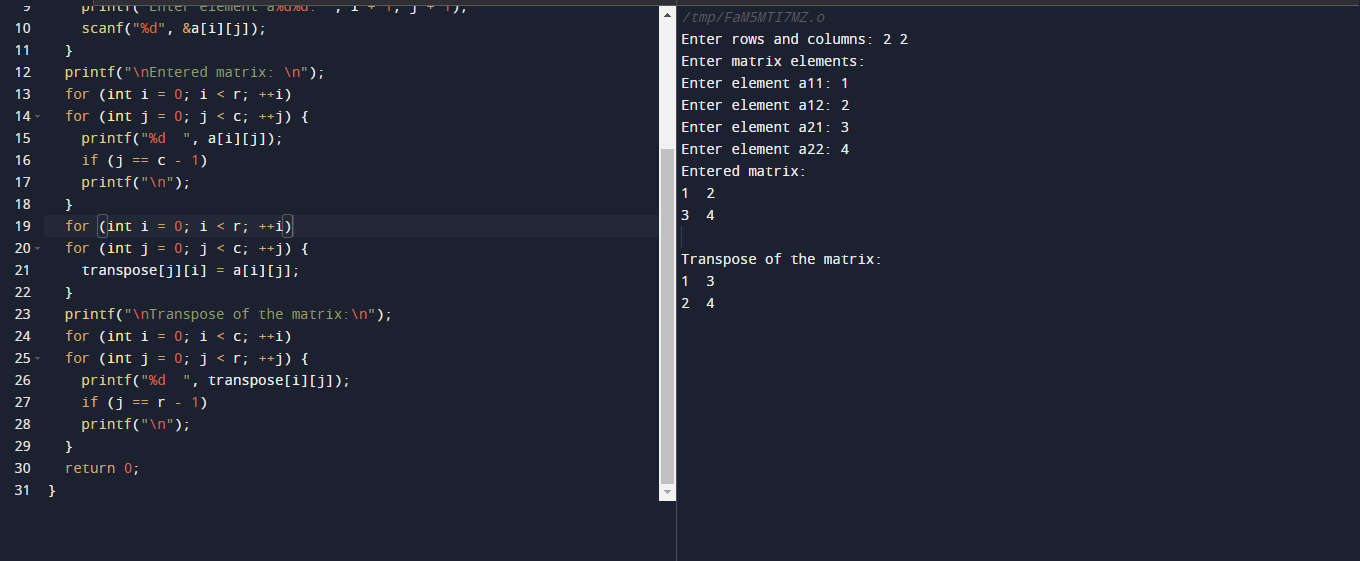 9 printf("Enter element a%d%d: ", i + 1, j + 1);
10 scanf("%d", &a[i][j]);
11 }
12 printf("\nEntered matrix: \n");
13 for (int i = 0; i < r; ++i)
14 for (int j = 0; j < c; ++j) {
15 printf("%d  ", a[i][j]);
16 if (j == c - 1)
17 printf("\n");
18 }
19 for (int i = 0; i < r; ++i)
20 for (int j = 0; j < c; ++j) {
21 transpose[j][i] = a[i][j];
22 }
23 printf("\nTranspose of the matrix:\n");
24 for (int i = 0; i < c; ++i)
25 for (int j = 0; j < r; ++j) {
26 printf("%d  ", transpose[i][j]);
27 if (j == r - 1)
28 printf("\n");
29 }
30 return 0;
31 }
/tmp/FaM5MTI7MZ.o
Enter rows and columns: 2 2
Enter matrix elements:
Enter element a11: 1
Enter element a12: 2
Enter element a21: 3
Enter element a22: 4
Entered matrix:
1  2
3  4
Transpose of the matrix:
1  3
2  4